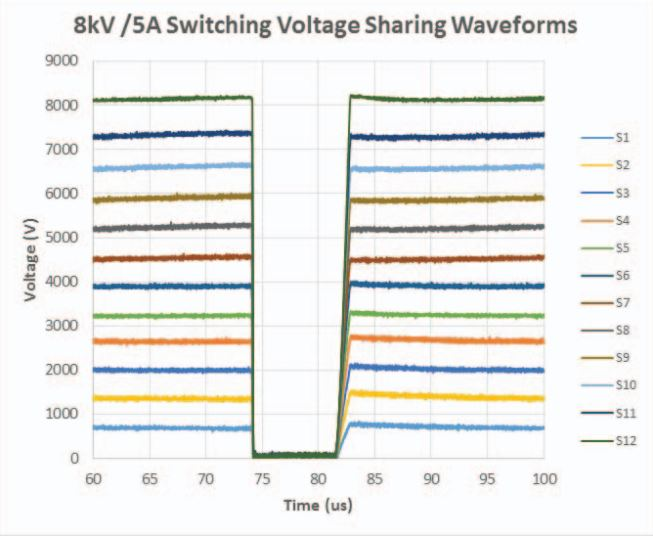 8kV /5A Switching Voltage Sharing Waveforms
9000
8000
7000
6000
5000
4000
3000
2000
1000
0
Voltage (V)
60 65 70 75 80 85 90 95 100
Time (us)
S1
S2
S3
S4
S5
S6
S7
S8
S9
S10
S11
S12